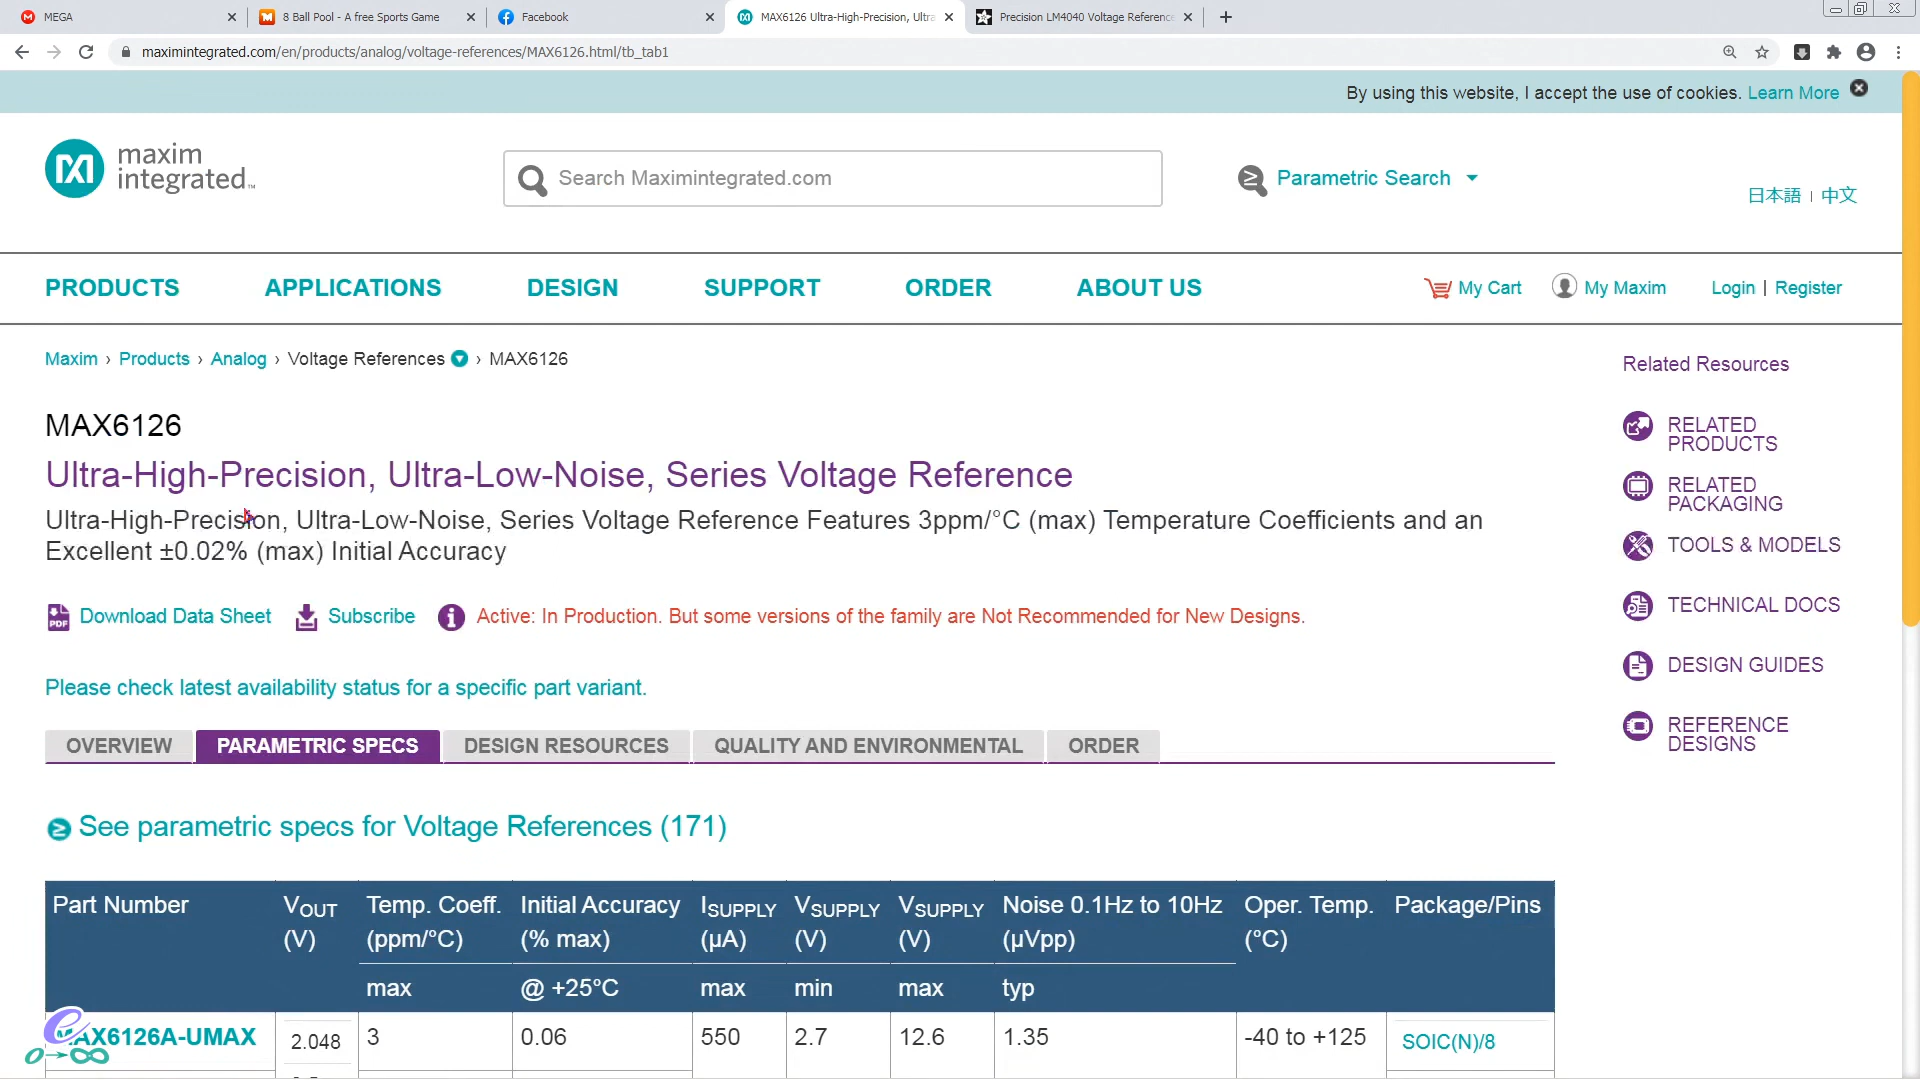 MEGA
8 Ball Pool - A free Sports Game
Facebook
MAX6126 Ultra-High-Precision, Ultra
Precision LM4040 Voltage Reference
maximintegrated.com/en/products/analog/voltage-references/MAX6126.html/tb_tab1
By using this website, I accept the use of cookies. Learn More
maxim
integrated™
Search Maximintegrated.com
Parametric Search
日本語 | 中文
PRODUCTS APPLICATIONS DESIGN SUPPORT ORDER ABOUT US
My Cart My Maxim Login | Register
Maxim › Products › Analog › Voltage References › MAX6126
MAX6126
Ultra-High-Precision, Ultra-Low-Noise, Series Voltage Reference
Ultra-High-Precision, Ultra-Low-Noise, Series Voltage Reference Features 3ppm/°C (max) Temperature Coefficients and an
Excellent ±0.02% (max) Initial Accuracy
PDF Download Data Sheet Subscribe Active: In Production. But some versions of the family are Not Recommended for New Designs.
Please check latest availability status for a specific part variant.
OVERVIEW PARAMETRIC SPECS DESIGN RESOURCES QUALITY AND ENVIRONMENTAL ORDER
See parametric specs for Voltage References (171)
Part Number VOUT Temp. Coeff. Initial Accuracy ISUPPLY VSUPPLY VSUPPLY Noise 0.1Hz to 10Hz Oper. Temp. Package/Pins
(V) (ppm/°C) (% max) (µA) (V) (V) (µVpp) (°C)
max @ +25°C max min max typ
AX6126A-UMAX 2.048 3 0.06 550 2.7 12.6 1.35 -40 to +125 SOIC(N)/8
Related Resources
RELATED
PRODUCTS
RELATED
PACKAGING
TOOLS & MODELS
TECHNICAL DOCS
DESIGN GUIDES
REFERENCE
DESIGNS